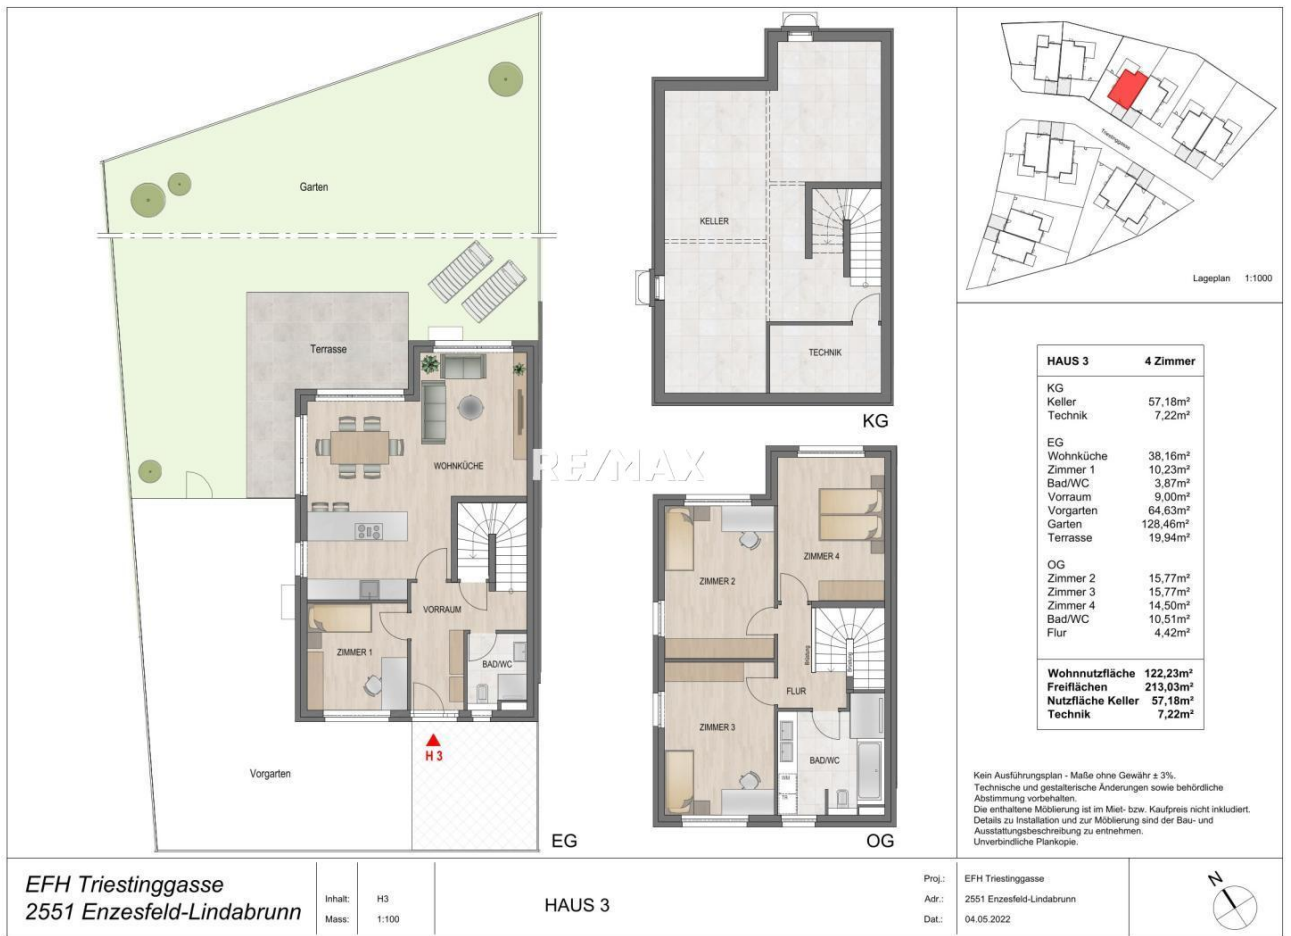 Garten
Terrasse
WOHNKÜCHE
VORRAUM
ZIMMER 1
BAD/WC
H 3
Vorgarten
EG
KELLER
TECHNIK
KG
RE/MAX
ZIMMER 2
ZIMMER 4
Brüstung
Brüstung
FLUR
ZIMMER 3
BAD/WC
WM
TR
OG
Triestinggasse
Lageplan 1:1000
HAUS 3 4 Zimmer
KG
Keller 57,18m²
Technik 7,22m²
EG
Wohnküche 38,16m²
Zimmer 1 10,23m²
Bad/WC 3,87m²
Vorraum 9,00m²
Vorgarten 64,63m²
Garten 128,46m²
Terrasse 19,94m²
OG
Zimmer 2 15,77m²
Zimmer 3 15,77m²
Zimmer 4 14,50m²
Bad/WC 10,51m²
Flur 4,42m²
Wohnnutzfläche 122,23m²
Freiflächen 213,03m²
Nutzfläche Keller 57,18m²
Technik 7,22m²
Kein Ausführungsplan - Maße ohne Gewähr ± 3%.
Technische und gestalterische Änderungen sowie behördliche
Abstimmung vorbehalten.
Die enthaltene Möblierung ist im Miet- bzw. Kaufpreis nicht inkludiert.
Details zu Installation und zur Möblierung sind der Bau- und
Ausstattungsbeschreibung zu entnehmen.
Unverbindliche Plankopie.
EFH Triestinggasse
2551 Enzesfeld-Lindabrunn
Inhalt: H3
Mass: 1:100
HAUS 3
Proj.: EFH Triestinggasse
Adr.: 2551 Enzesfeld-Lindabrunn
Dat.: 04.05.2022
N